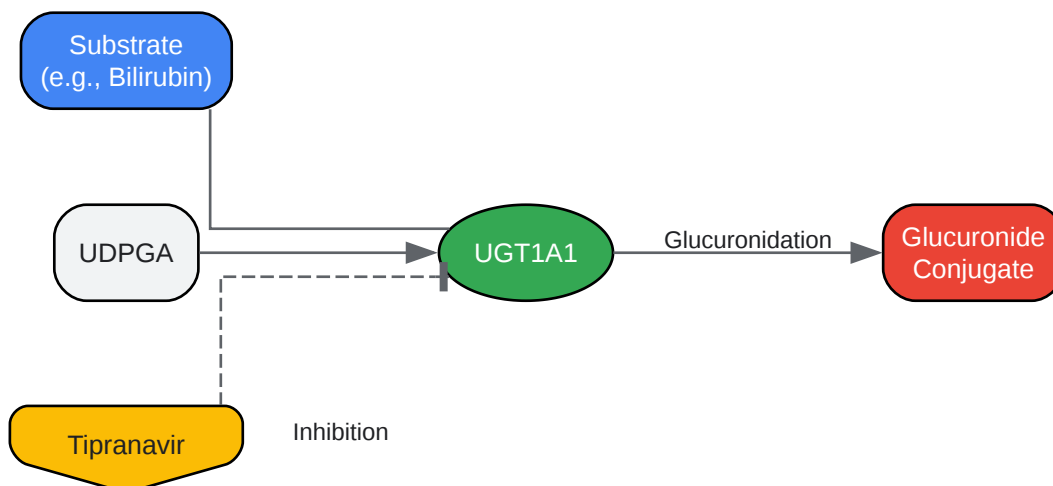 Substrate
(e.g., Bilirubin)
UDPGA
UGT1A1
Glucuronidation
Glucuronide
Conjugate
Tipranavir
Inhibition